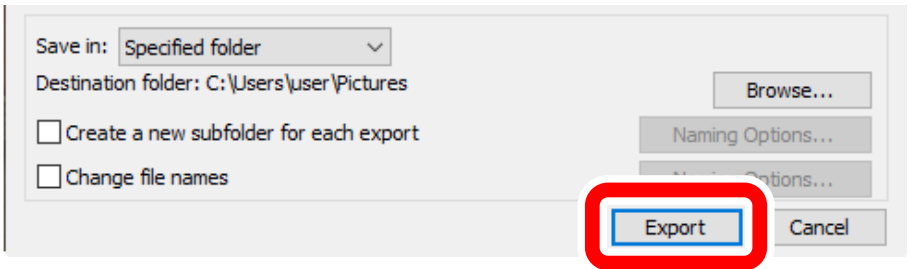 Save in: Specified folder
Destination folder: C:\Users\user\Pictures
Browse...
Create a new subfolder for each export
Naming Options...
Change file names
Options...
Export
Cancel